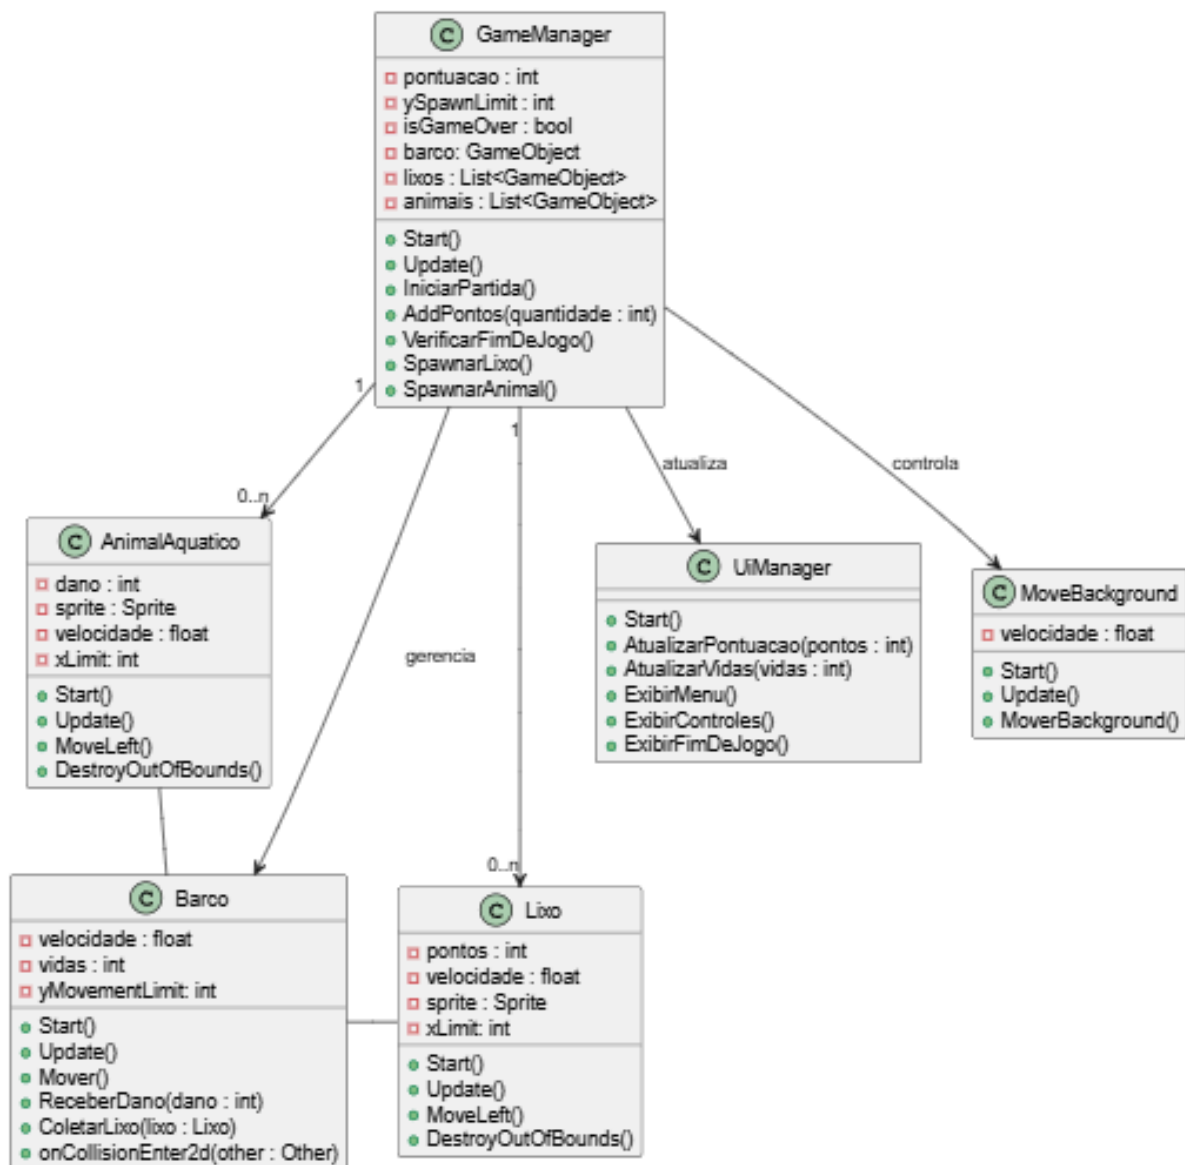 C GameManager
pontuacao : int
ySpawnLimit : int
isGameOver : bool
barco: GameObject
lixos : List<GameObject>
animais : List<GameObject>
Start()
Update()
IniciarPartida()
AddPontos(quantidade : int)
VerificarFimDeJogo()
SpawnarLixo()
SpawnarAnimal()
1
1
atualiza
controla
0..n
C AnimalAquatico
dano : int
sprite : Sprite
velocidade : float
xLimit: int
Start()
Update()
MoveLeft()
DestroyOutOfBounds()
gerencia
C UiManager
Start()
AtualizarPontuacao(pontos : int)
AtualizarVidas(vidas : int)
ExibirMenu()
ExibirControles()
ExibirFimDeJogo()
C MoveBackground
velocidade : float
Start()
Update()
MoverBackground()
0..n
C Barco
velocidade : float
vidas : int
yMovementLimit: int
Start()
Update()
Mover()
ReceberDano(dano : int)
ColetarLixo(lixo : Lixo)
onCollisionEnter2d(other : Other)
C Lixo
pontos : int
velocidade : float
sprite : Sprite
xLimit: int
Start()
Update()
MoveLeft()
DestroyOutOfBounds()